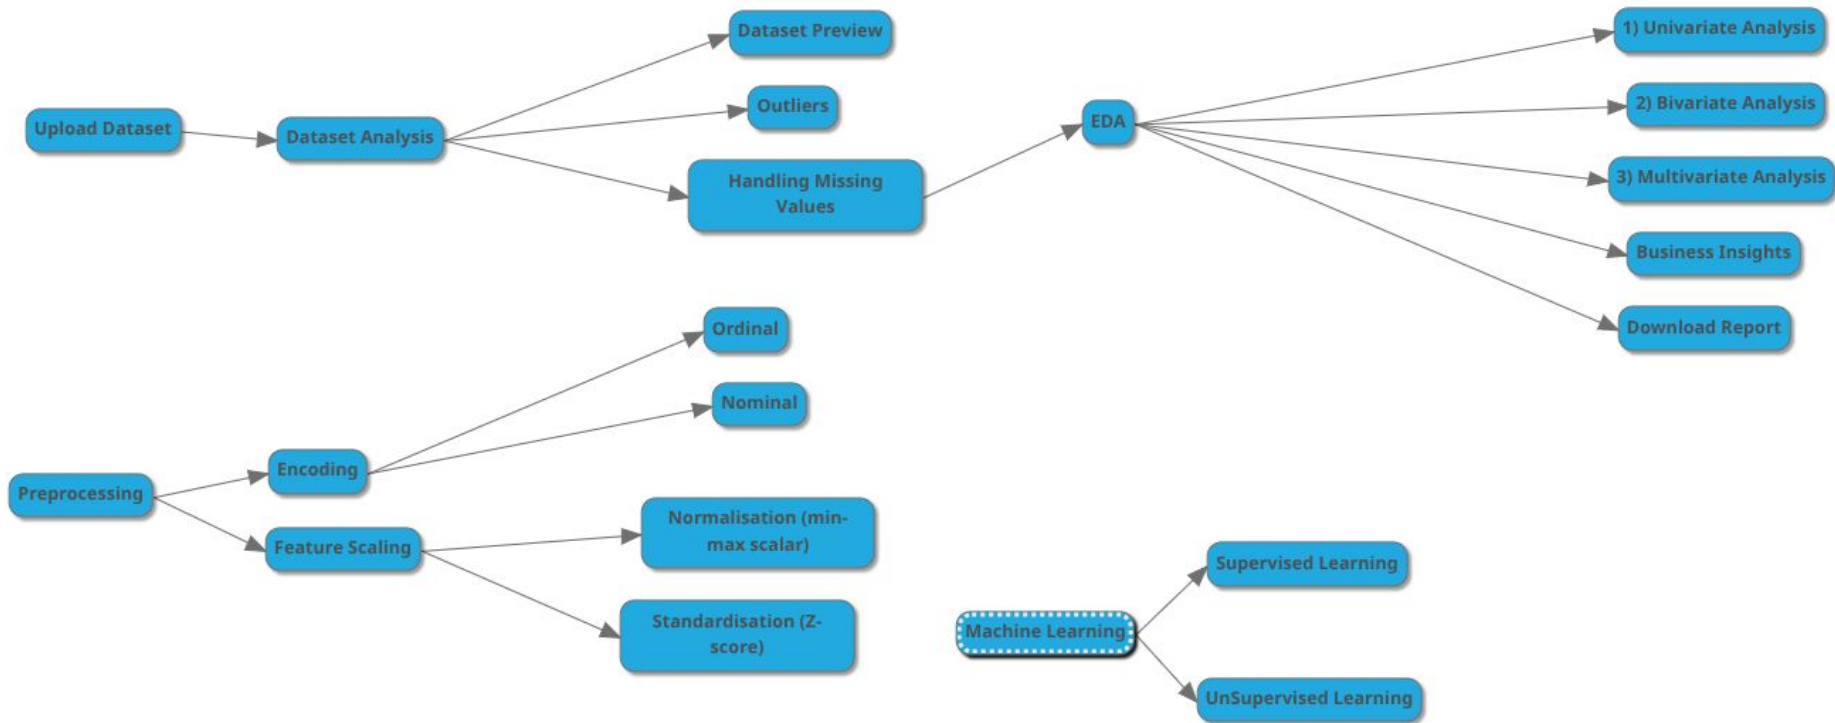 Upload Dataset
Dataset Analysis
Dataset Preview
Outliers
Handling Missing
Values
EDA
1) Univariate Analysis
2) Bivariate Analysis
3) Multivariate Analysis
Business Insights
Download Report
Preprocessing
Encoding
Ordinal
Nominal
Feature Scaling
Normalisation (min-
max scalar)
Standardisation (Z-
score)
Machine Learning
Supervised Learning
UnSupervised Learning